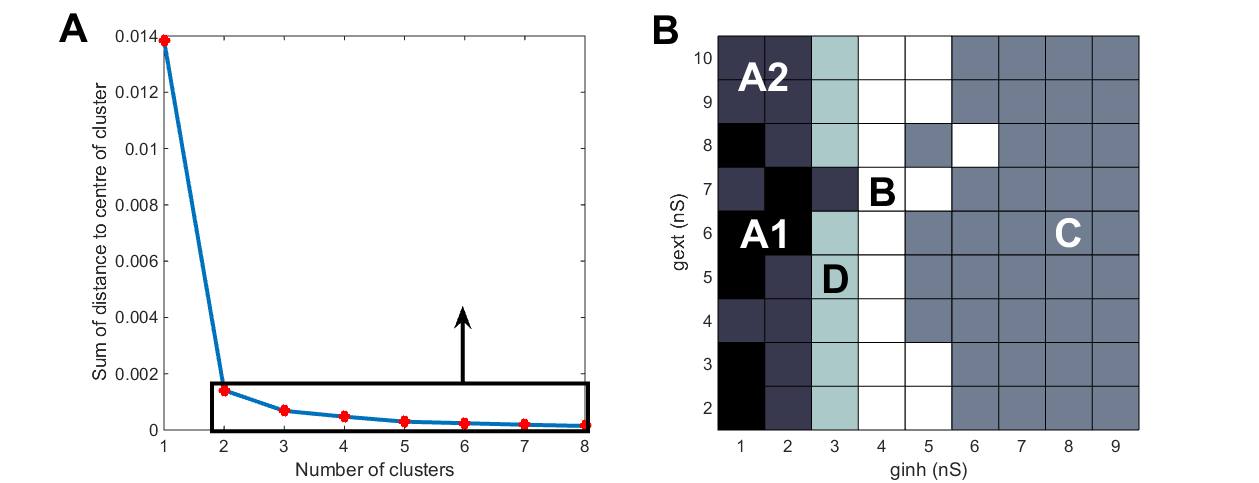 A
Sum of distance to centre of cluster
0.014
0.012
0.01
0.008
0.006
0.004
0.002
0
1 2 3 4 5 6 7 8
Number of clusters
B
gext (nS)
10
9
8
7
6
5
4
3
2
A2
B
A1
C
D
1 2 3 4 5 6 7 8 9
ginh (nS)